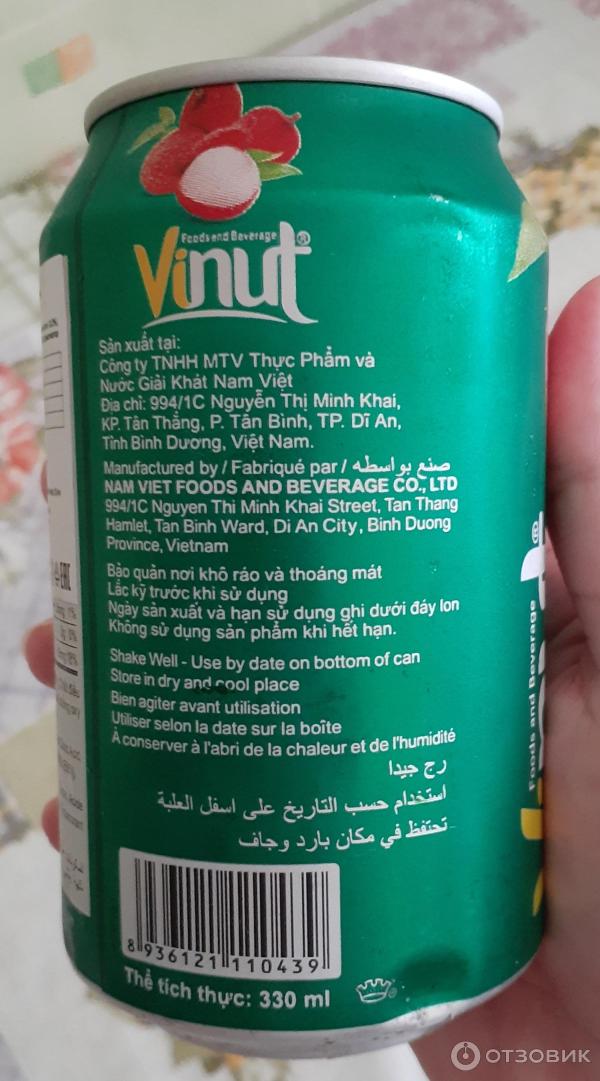 Foods and Beverage
Vinut®
Sản xuất tại:
Công ty TNHH MTV Thực Phẩm và
Nước Giải Khát Nam Việt
Địa chỉ: 994/1C Nguyễn Thị Minh Khai,
KP. Tân Thắng, P. Tân Bình, TP. Dĩ An,
Tỉnh Bình Dương, Việt Nam.
Manufactured by / Fabriqué par / صنع بواسطه
NAM VIET FOODS AND BEVERAGE CO., LTD
994/1C Nguyen Thi Minh Khai Street, Tan Thang
Hamlet, Tan Binh Ward, Di An City, Binh Duong
Province, Vietnam
Bảo quản nơi khô ráo và thoáng mát
Lắc kỹ trước khi sử dụng
Ngày sản xuất và hạn sử dụng ghi dưới đáy lon
Không sử dụng sản phẩm khi hết hạn.
Shake Well - Use by date on bottom of can
Store in dry and cool place
Bien agiter avant utilisation
Utiliser selon la date sur la boîte
À conserver à l'abri de la chaleur et de l'humidité
رج جيدا
استخدام حسب التاريخ على اسفل العلبة
تحتفظ في مكان بارد وجاف
8 936121 110439
Thể tích thực: 330 ml
Foods and Beverage
®
EAC
ОТЗОВИК